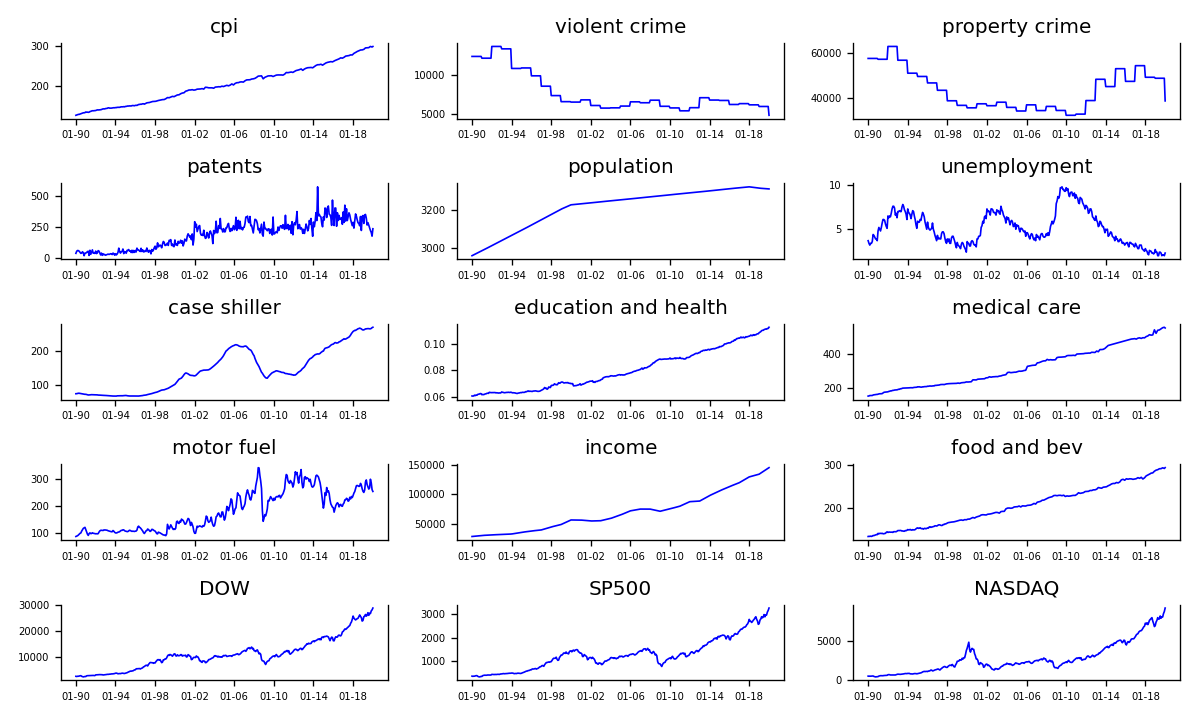 cpi violent crime property crime
300 10000 60000
200 5000 40000
01-90 01-94 01-98 01-02 01-06 01-10 01-14 01-18 01-90 01-94 01-98 01-02 01-06 01-10 01-14 01-18 01-90 01-94 01-98 01-02 01-06 01-10 01-14 01-18
patents population unemployment
500 3200 10
250 3000 5
0
01-90 01-94 01-98 01-02 01-06 01-10 01-14 01-18 01-90 01-94 01-98 01-02 01-06 01-10 01-14 01-18 01-90 01-94 01-98 01-02 01-06 01-10 01-14 01-18
case shiller education and health medical care
200 0.10 400
100 0.08 200
0.06
01-90 01-94 01-98 01-02 01-06 01-10 01-14 01-18 01-90 01-94 01-98 01-02 01-06 01-10 01-14 01-18 01-90 01-94 01-98 01-02 01-06 01-10 01-14 01-18
motor fuel income food and bev
300 150000 300
200 100000 200
100 50000
01-90 01-94 01-98 01-02 01-06 01-10 01-14 01-18 01-90 01-94 01-98 01-02 01-06 01-10 01-14 01-18 01-90 01-94 01-98 01-02 01-06 01-10 01-14 01-18
DOW SP500 NASDAQ
30000 3000 5000
20000 2000 0
10000 1000
01-90 01-94 01-98 01-02 01-06 01-10 01-14 01-18 01-90 01-94 01-98 01-02 01-06 01-10 01-14 01-18 01-90 01-94 01-98 01-02 01-06 01-10 01-14 01-18